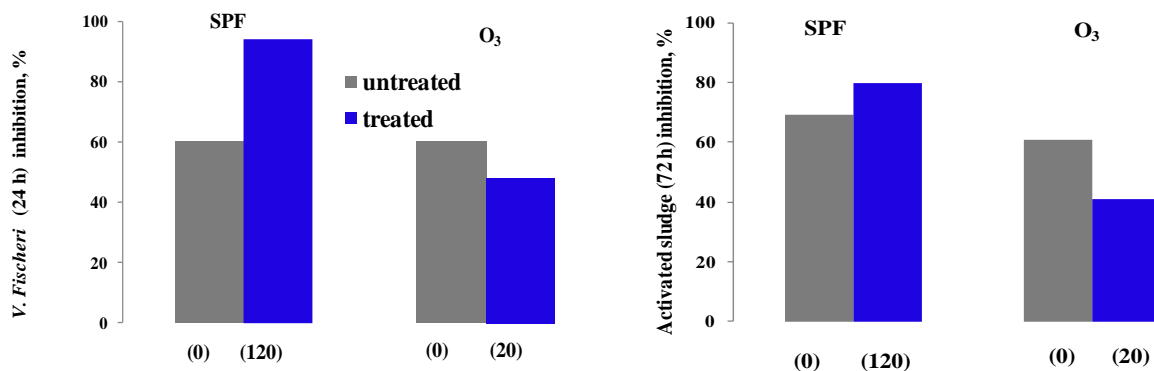 V. Fischeri (24 h) inhibition, %
100
80
60
40
20
0
SPF
O₃
untreated
treated
(0) (120) (0) (20)
Activated sludge (72 h) inhibition, %
100
80
60
40
20
0
SPF
O₃
(0) (120) (0) (20)